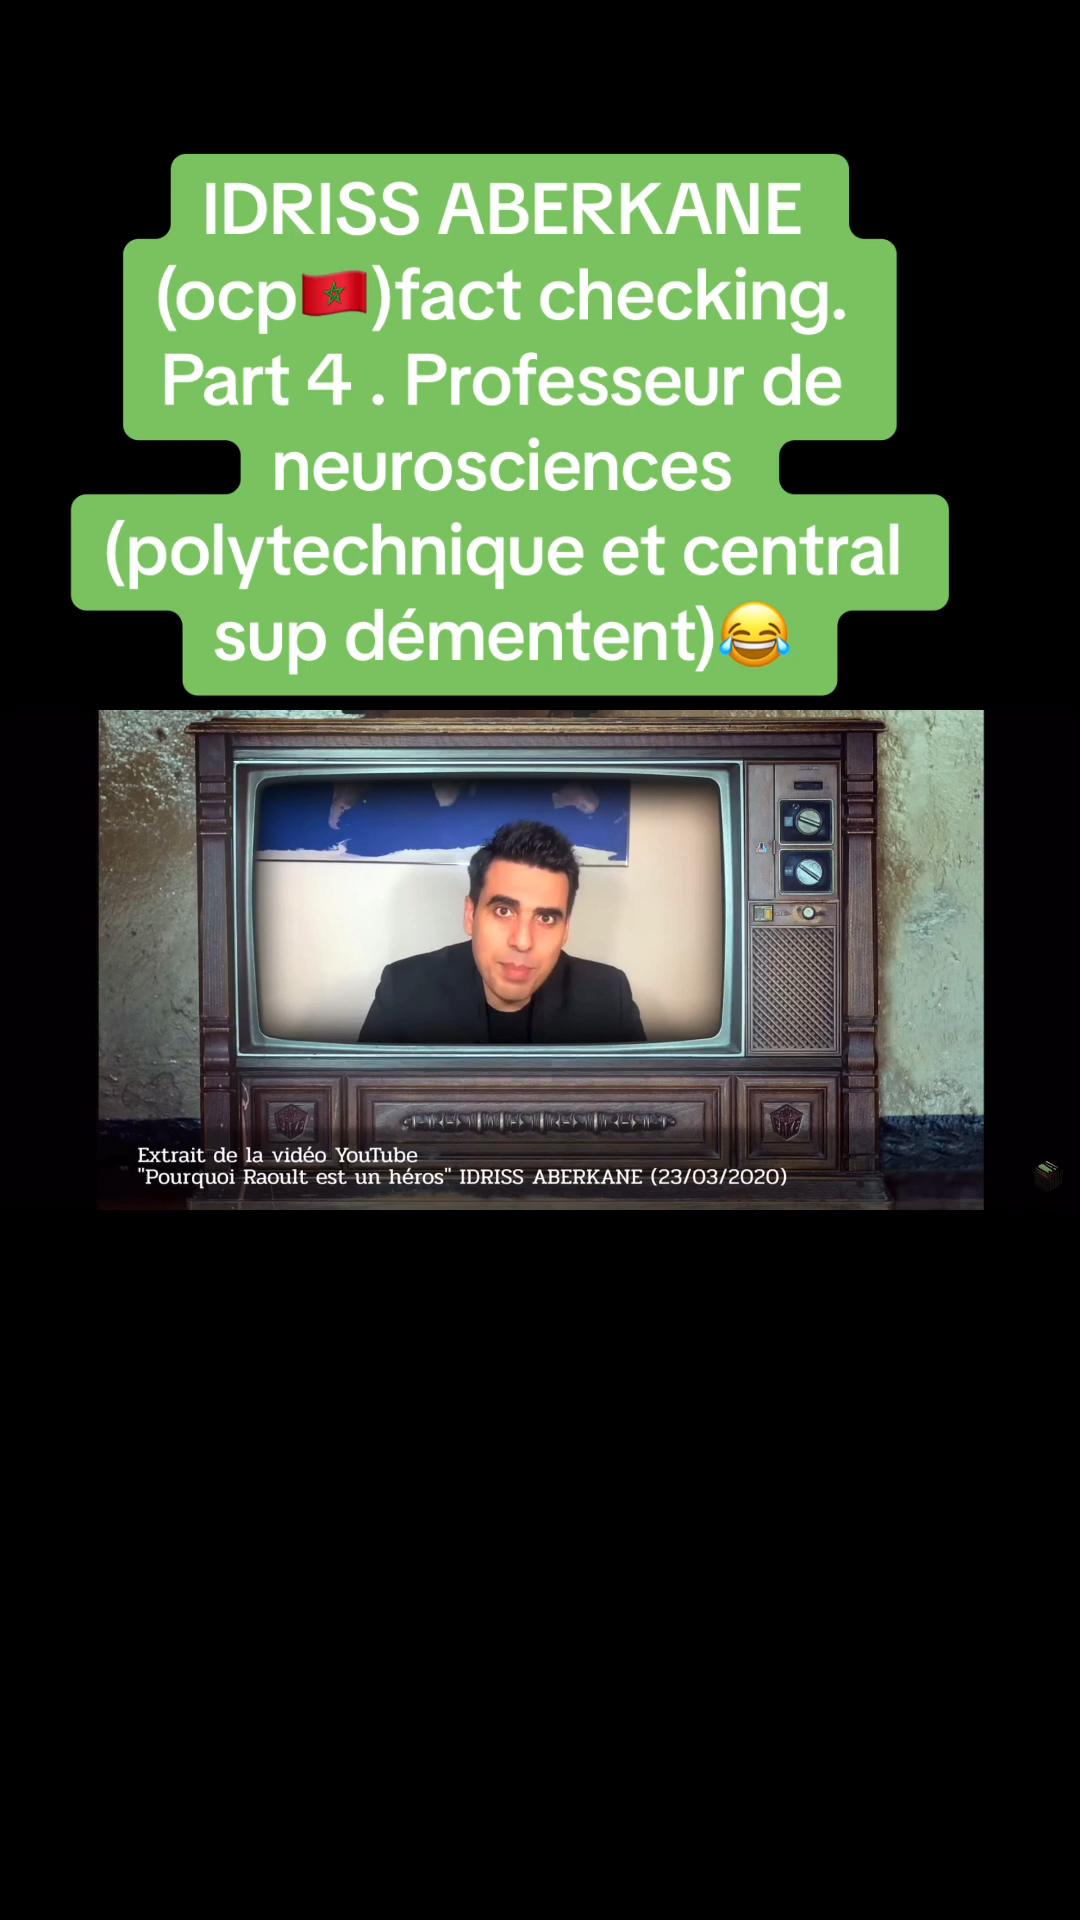 IDRISS ABERKANE
(ocp🇲🇦)fact checking.
Part 4 . Professeur de
neurosciences
(polytechnique et central
sup démentent)😂
Extrait de la vidéo YouTube
"Pourquoi Raoult est un héros" IDRISS ABERKANE (23/03/2020)